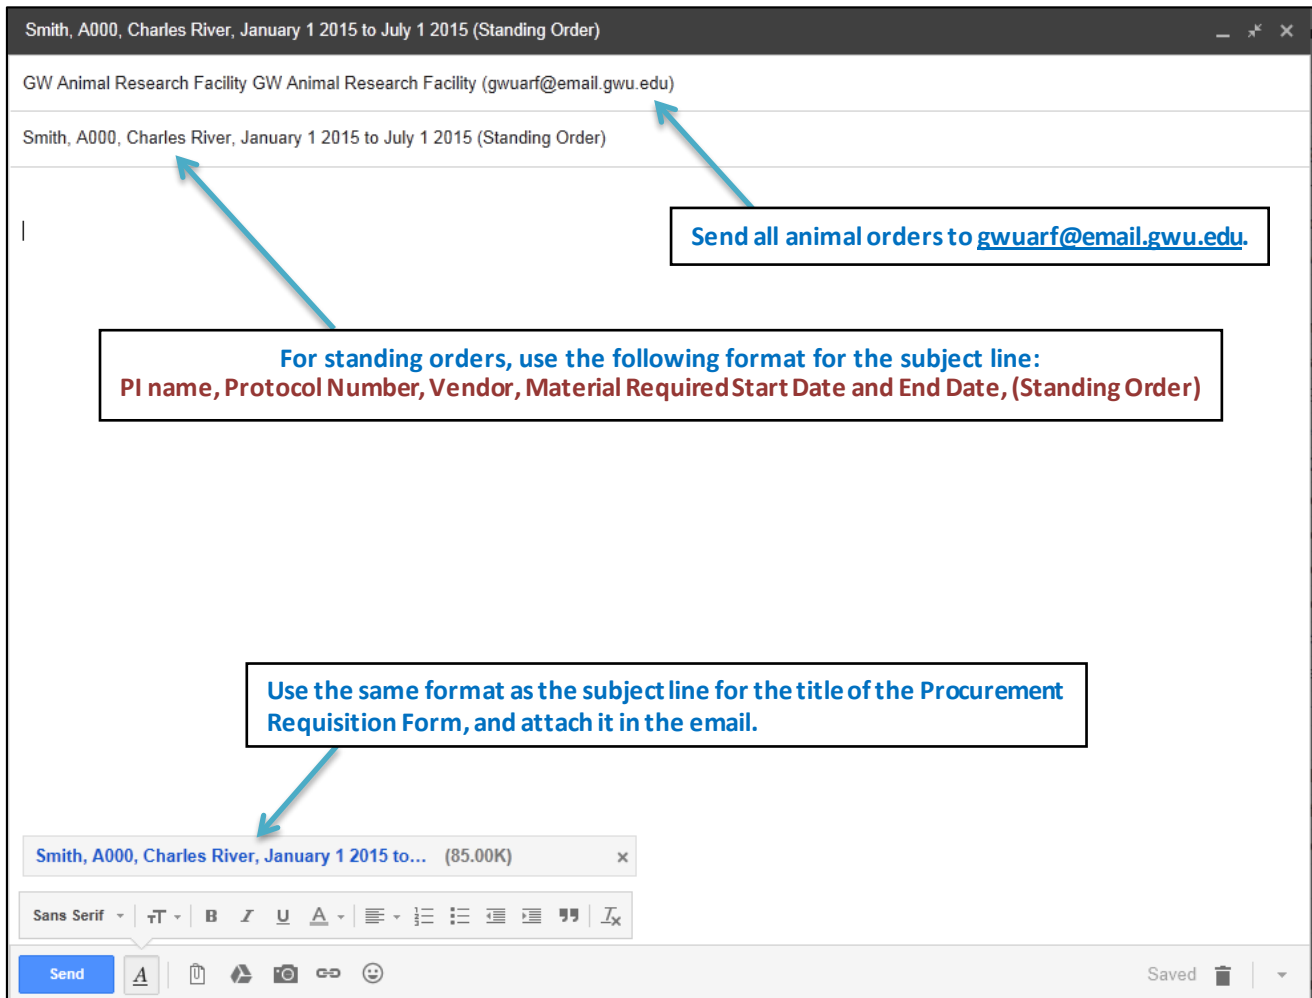 Smith, A000, Charles River, January 1 2015 to July 1 2015 (Standing Order)
GW Animal Research Facility GW Animal Research Facility (gwuarf@email.gwu.edu)
Smith, A000, Charles River, January 1 2015 to July 1 2015 (Standing Order)
Send all animal orders to gwuarf@email.gwu.edu.
For standing orders, use the following format for the subject line:
PI name, Protocol Number, Vendor, Material Required Start Date and End Date, (Standing Order)
Use the same format as the subject line for the title of the Procurement
Requisition Form, and attach it in the email.
Smith, A000, Charles River, January 1 2015 to... (85.00K)
Sans Serif
Send
Saved